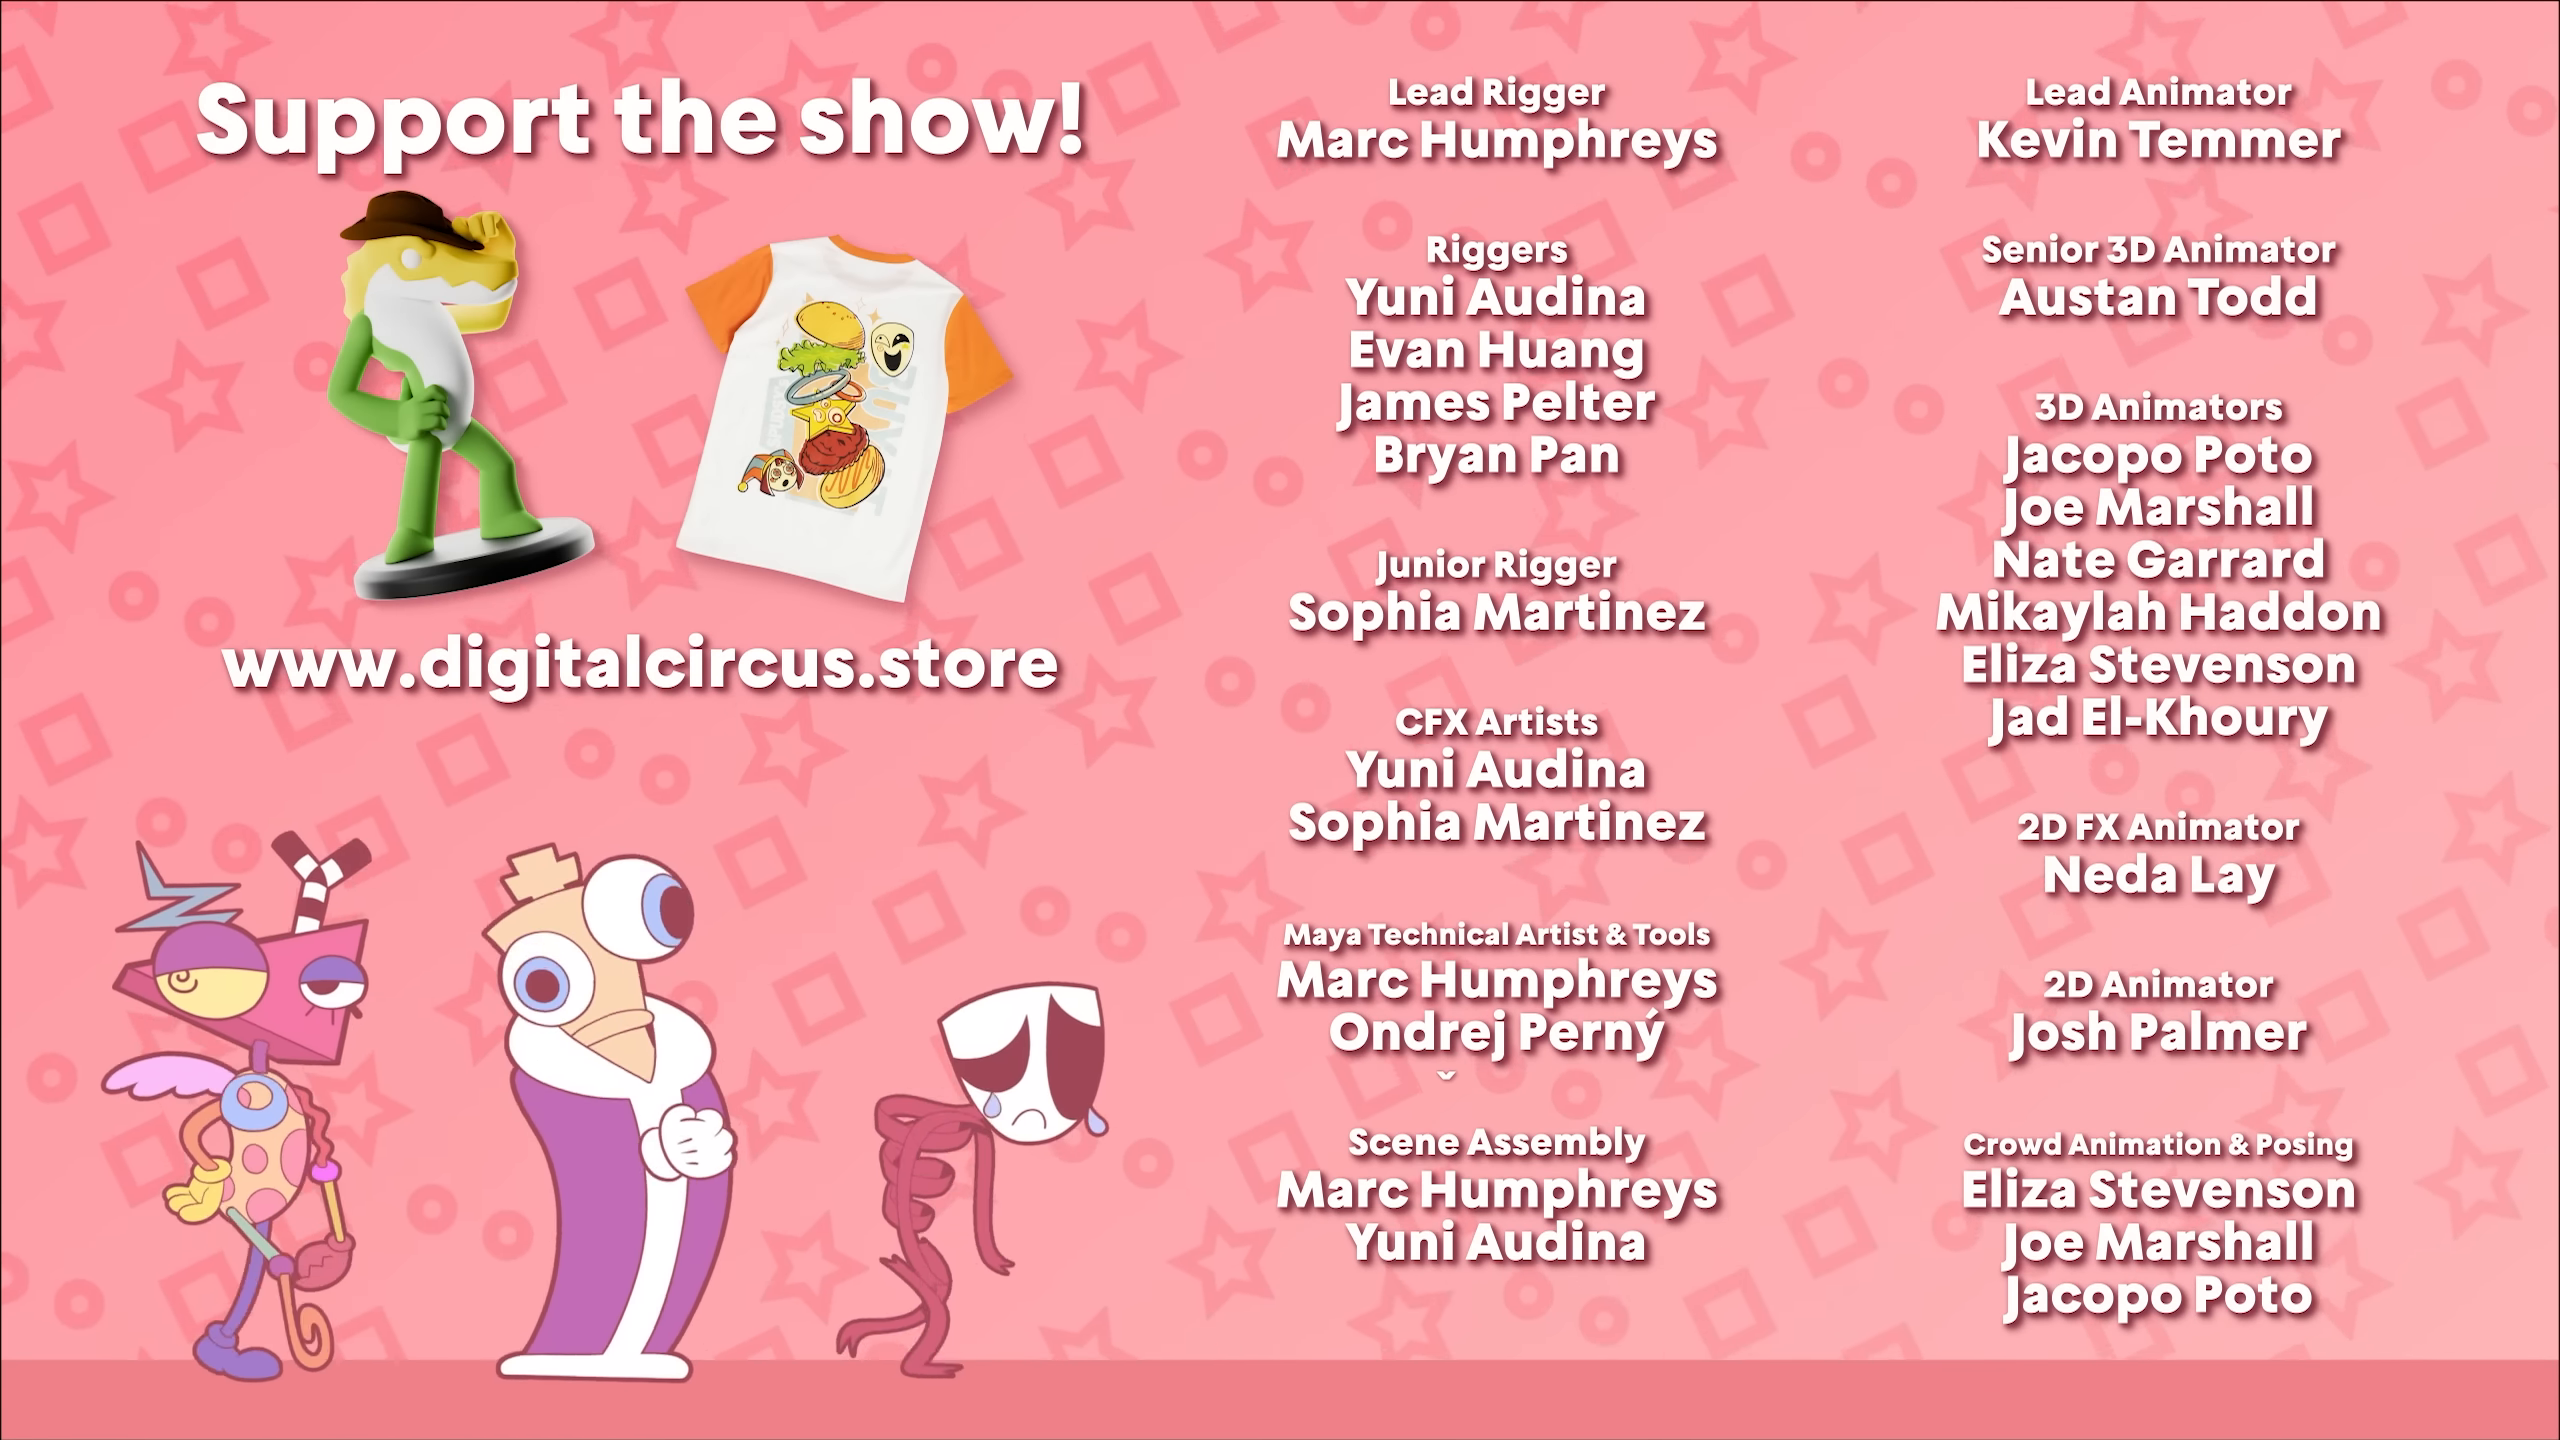 Support the show!
www.digitalcircus.store
Lead Rigger
Marc Humphreys
Riggers
Yuni Audina
Evan Huang
James Pelter
Bryan Pan
Junior Rigger
Sophia Martinez
CFX Artists
Yuni Audina
Sophia Martinez
Maya Technical Artist & Tools
Marc Humphreys
Ondrej Perný
Scene Assembly
Marc Humphreys
Yuni Audina
Lead Animator
Kevin Temmer
Senior 3D Animator
Austan Todd
3D Animators
Jacopo Poto
Joe Marshall
Nate Garrard
Mikaylah Haddon
Eliza Stevenson
Jad El-Khoury
2D FX Animator
Neda Lay
2D Animator
Josh Palmer
Crowd Animation & Posing
Eliza Stevenson
Joe Marshall
Jacopo Poto